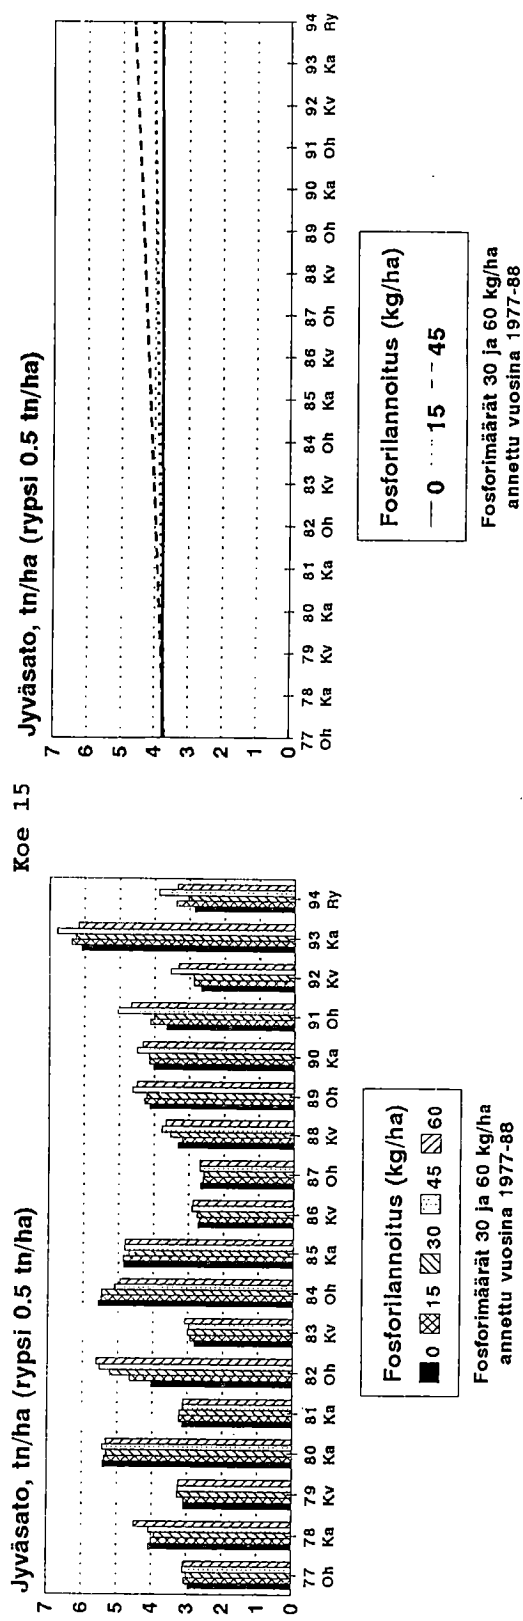 Koe 15
Jyväsato, tn/ha (rypsi 0.5 tn/ha)
7
6
5
4
3
2
1
0
77 78 79 80 81 82 83 84 85 86 87 88 89 90 91 92 93 94
Oh Ka Kv Ka Ka Oh Kv Oh Ka Kv Oh Kv Oh Ka Oh Kv Ka Ry
Fosforilannoitus (kg/ha)
0 15 30 45 60
Fosforimäärät 30 ja 60 kg/ha
annettu vuosina 1977-88
Jyväsato, tn/ha (rypsi 0.5 tn/ha)
7
6
5
4
3
2
1
0
77 78 79 80 81 82 83 84 85 86 87 88 89 90 91 92 93 94
Oh Ka Kv Ka Ka Oh Kv Oh Ka Kv Oh Kv Oh Ka Oh Kv Ka Ry
Fosforilannoitus (kg/ha)
0 15 45
Fosforimäärät 30 ja 60 kg/ha
annettu vuosina 1977-88